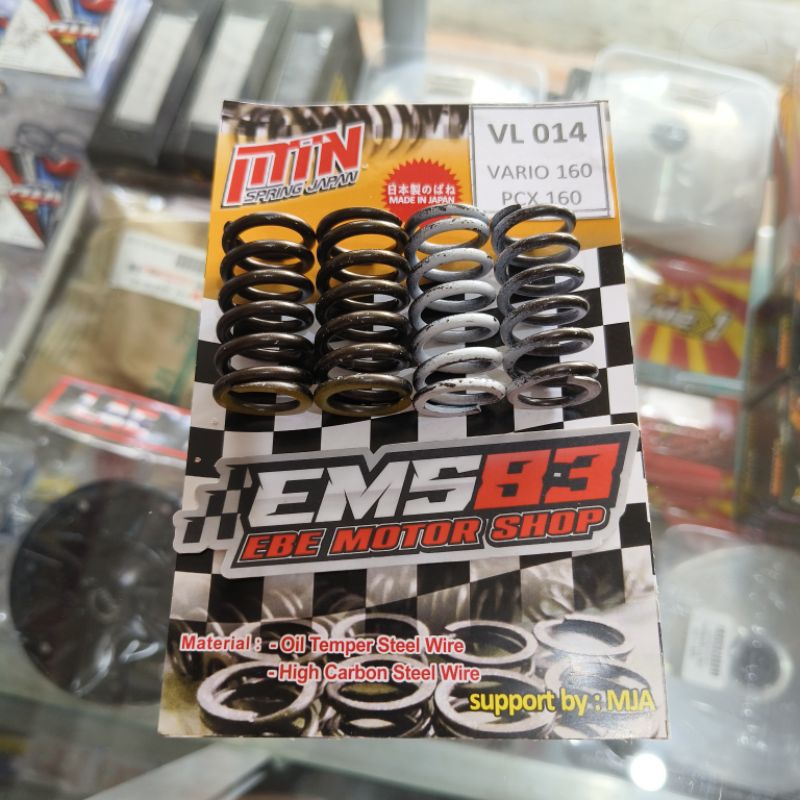 MTN
SPRING JAPAN
日本製のばね
MADE IN JAPAN
VL 014
VARIO 160
PCX 160
EMS83
EBE MOTOR SHOP
Material : - Oil Temper Steel Wire
- High Carbon Steel Wire
support by : MJA